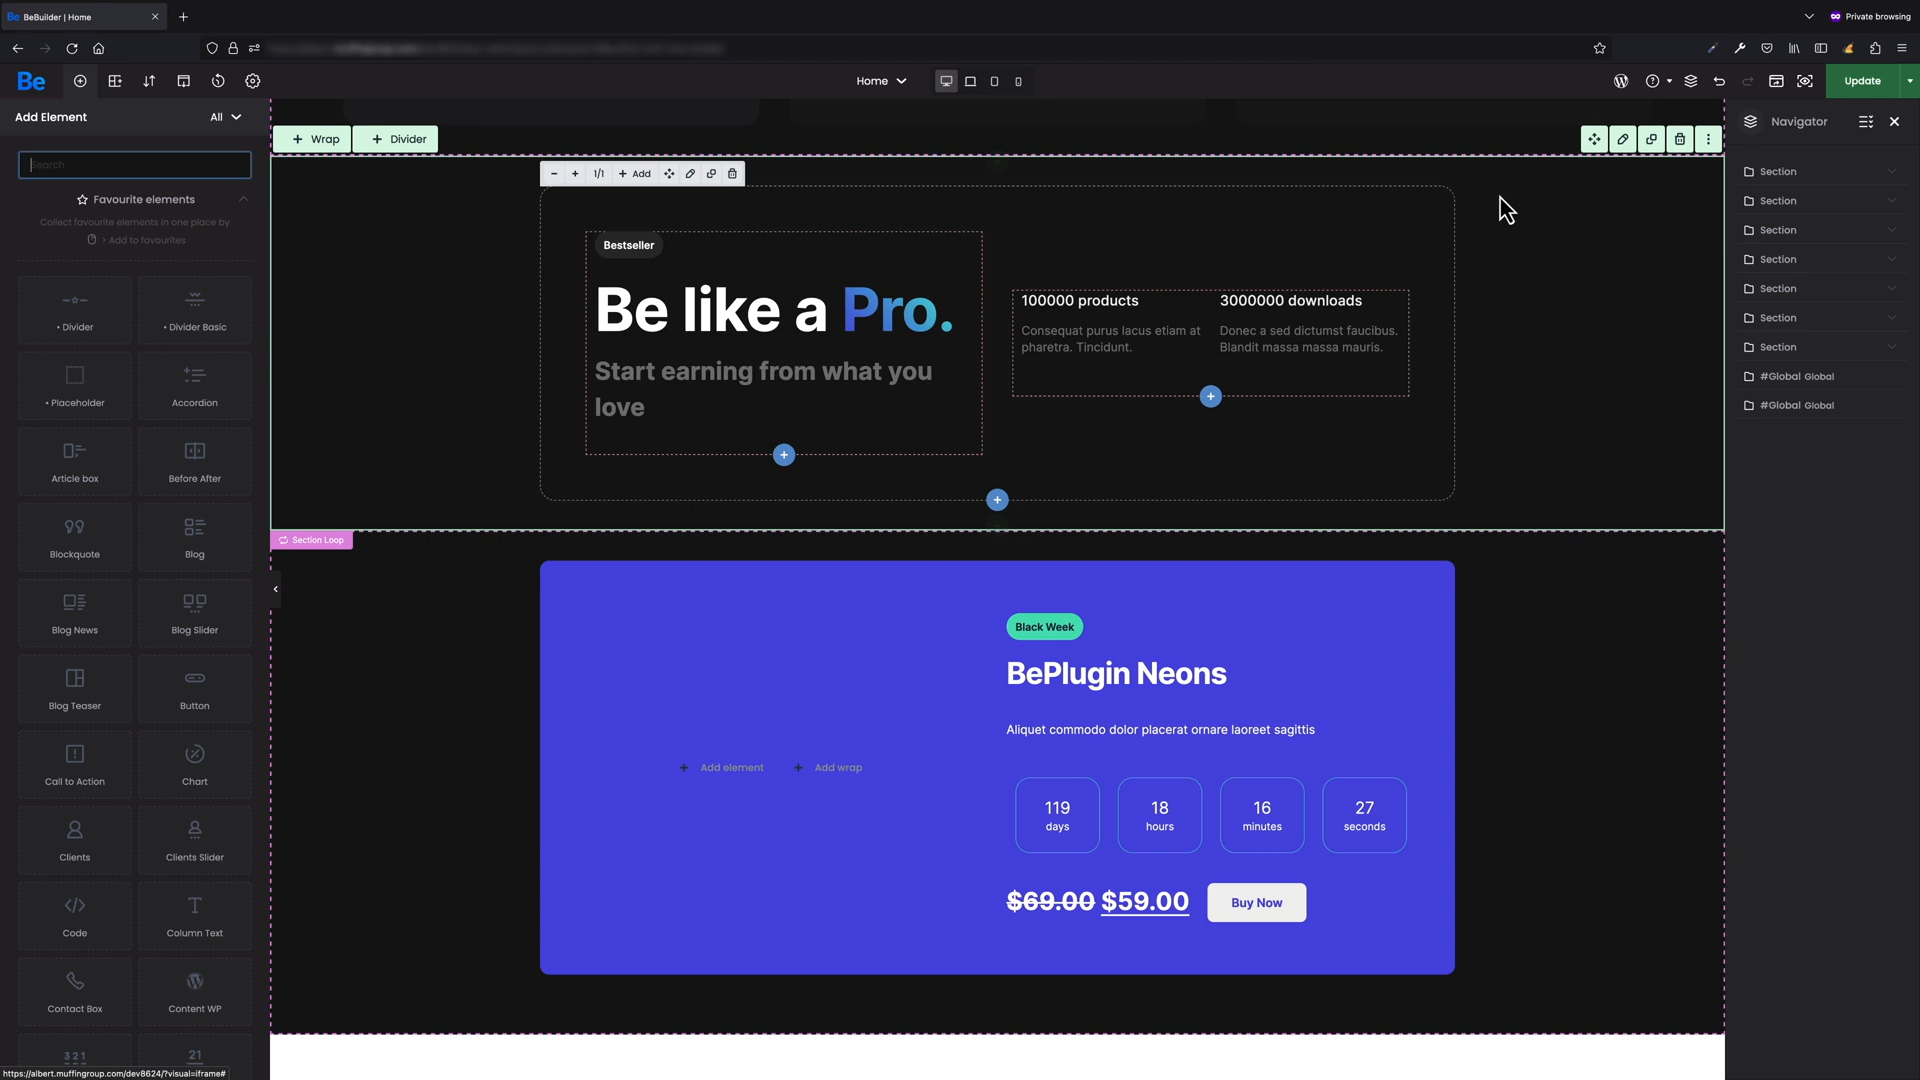 Be BeBuilder | Home
Private browsing
Be
Home
Update
Add Element
All
Search
Favourite elements
Collect favourite elements in one place by
> Add to favourites
• Divider
• Divider Basic
• Placeholder
Accordion
Article box
Before After
Blockquote
Blog
Blog News
Blog Slider
Blog Teaser
Button
Call to Action
Chart
Clients
Clients Slider
Code
Column Text
Contact Box
Content WP
321
21
https://albert.muffingroup.com/dev8624/?visual=iframe#
+ Wrap
+ Divider
1/1
+ Add
Bestseller
Be like a Pro.
Start earning from what you
love
100000 products
Consequat purus lacus etiam at
pharetra. Tincidunt.
3000000 downloads
Donec a sed dictumst faucibus.
Blandit massa massa mauris.
Section Loop
+ Add element
+ Add wrap
Black Week
BePlugin Neons
Aliquet commodo dolor placerat ornare laoreet sagittis
119
days
18
hours
16
minutes
27
seconds
$69.00 $59.00
Buy Now
Navigator
Section
Section
Section
Section
Section
Section
Section
#Global Global
#Global Global